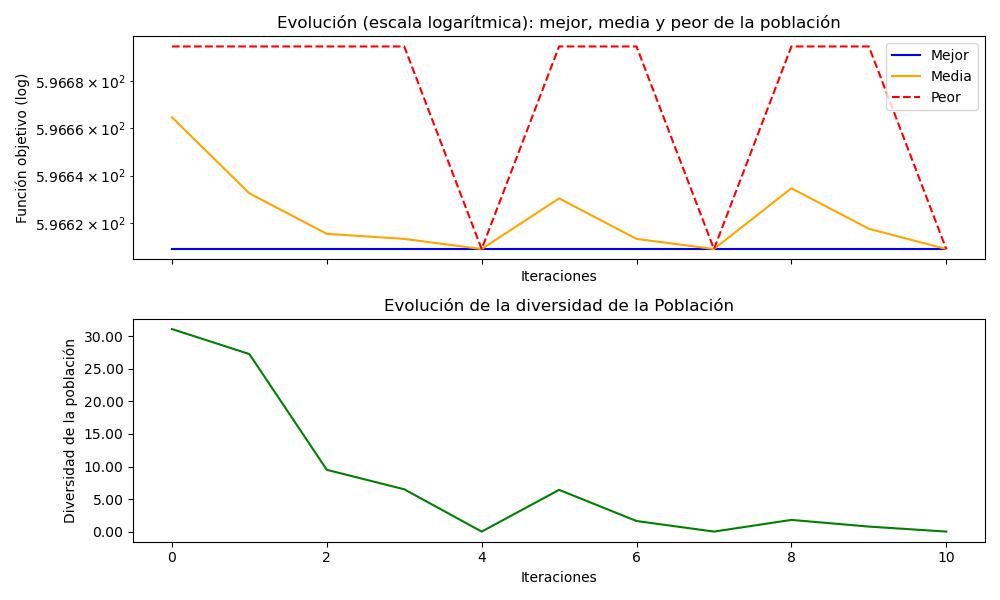 Evolución (escala logarítmica): mejor, media y peor de la población
Función objetivo (log)
5.9668 × 10²
5.9666 × 10²
5.9664 × 10²
5.9662 × 10²
Mejor
Media
Peor
Iteraciones
Evolución de la diversidad de la Población
Diversidad de la población
30.00
25.00
20.00
15.00
10.00
5.00
0.00
0 2 4 6 8 10
Iteraciones